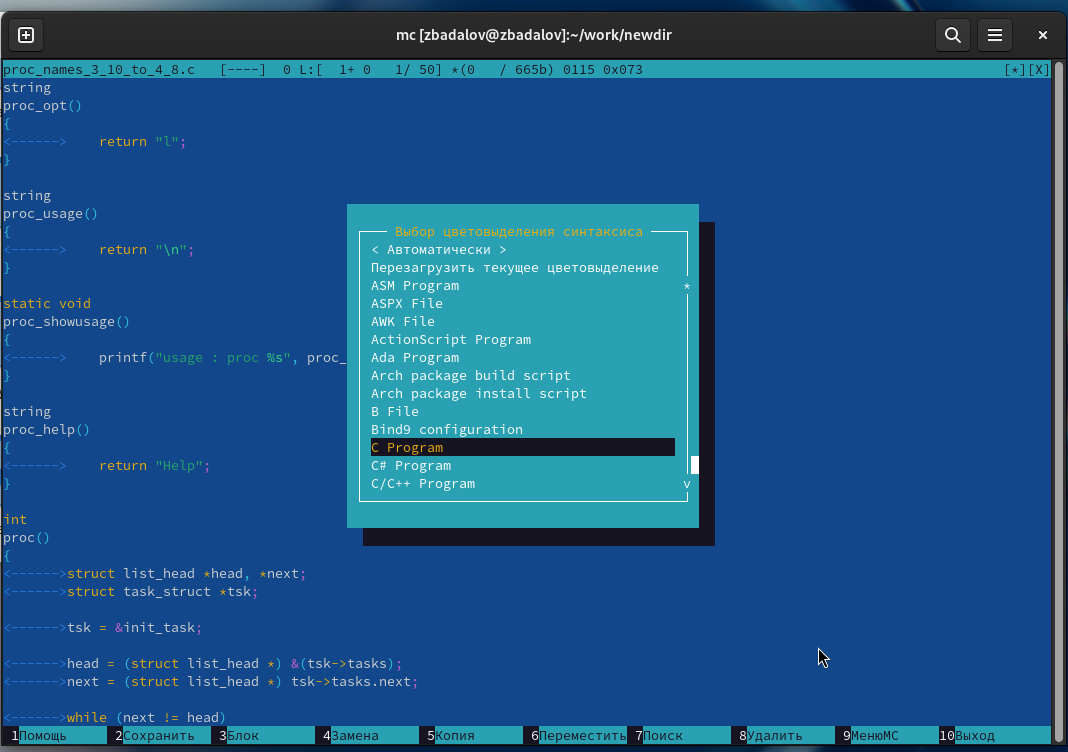 mc [zbadalov@zbadalov]:~/work/newdir
proc_names_3_10_to_4_8.c   [----]  0 L:[  1+ 0   1/ 50] *(0   / 665b) 0115 0x073   [*][X]
string
proc_opt()
{
<------>    return "l";
}
string
proc_usage()
{
<------>    return "\n";
}
static void
proc_showusage()
{
<------>    printf("usage : proc %s", proc_
}
string
proc_help()
{
<------>    return "Help";
}
int
proc()
{
<------>struct list_head *head, *next;
<------>struct task_struct *tsk;
<------>tsk = &init_task;
<------>head = (struct list_head *) &(tsk->tasks);
<------>next = (struct list_head *) tsk->tasks.next;
<------>while (next != head)
Выбор цветовыделения синтаксиса
< Автоматически >
Перезагрузить текущее цветовыделение
ASM Program *
ASPX File
AWK File
ActionScript Program
Ada Program
Arch package build script
Arch package install script
B File
Bind9 configuration
C Program
C# Program
C/C++ Program v
1Помощь 2Сохранить 3Блок 4Замена 5Копия 6Переместить 7Поиск 8Удалить 9МенюMC 10Выход